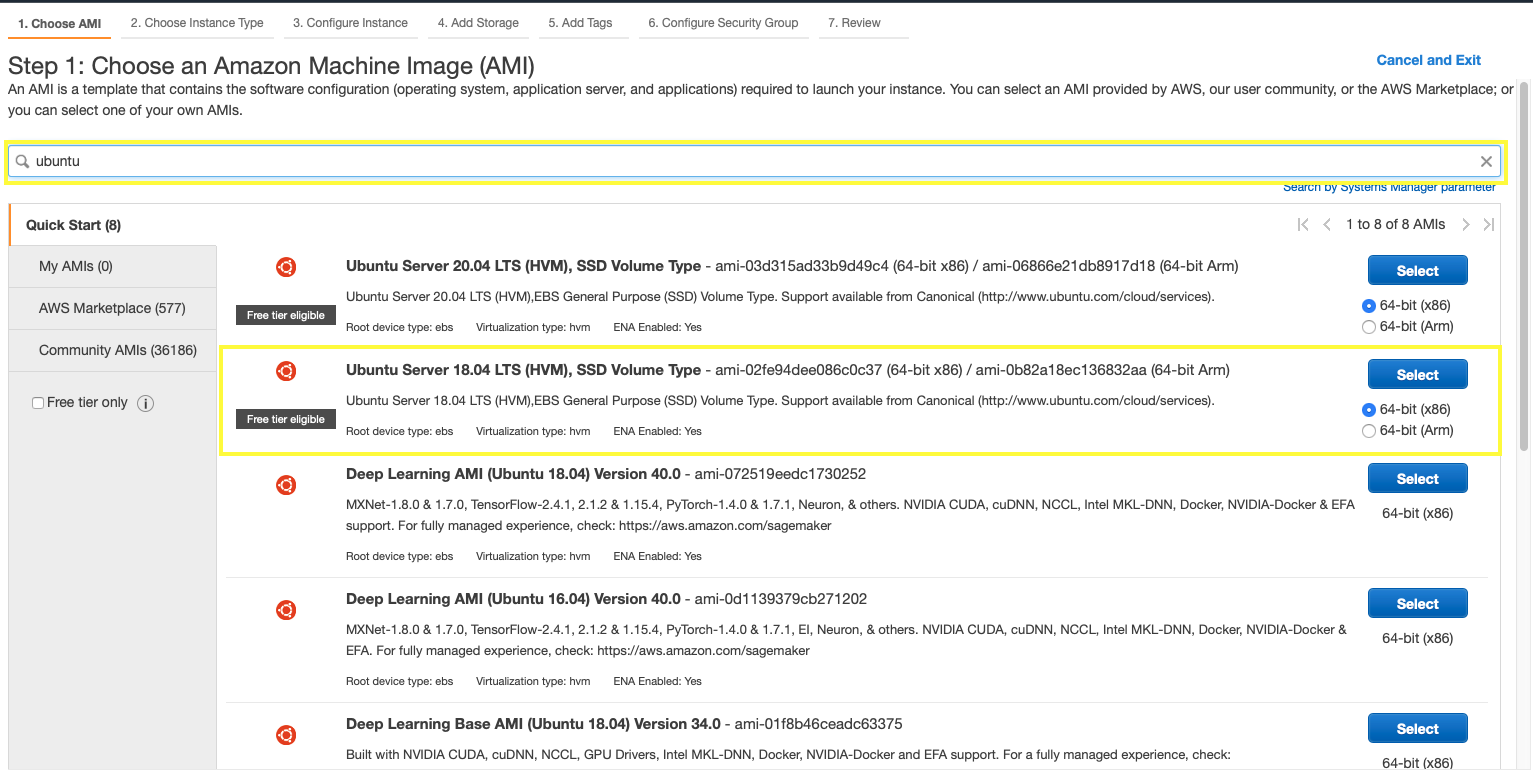 1. Choose AMI
2. Choose Instance Type
3. Configure Instance
4. Add Storage
5. Add Tags
6. Configure Security Group
7. Review
Step 1: Choose an Amazon Machine Image (AMI)
Cancel and Exit
An AMI is a template that contains the software configuration (operating system, application server, and applications) required to launch your instance. You can select an AMI provided by AWS, our user community, or the AWS Marketplace; or
you can select one of your own AMIs.
ubuntu
Search by Systems Manager parameter
Quick Start (8)
1 to 8 of 8 AMIs
My AMIs (0)
AWS Marketplace (577)
Community AMIs (36186)
Free tier only
Ubuntu Server 20.04 LTS (HVM), SSD Volume Type - ami-03d315ad33b9d49c4 (64-bit x86) / ami-06866e21db8917d18 (64-bit Arm)
Select
Free tier eligible
Ubuntu Server 20.04 LTS (HVM),EBS General Purpose (SSD) Volume Type. Support available from Canonical (http://www.ubuntu.com/cloud/services).
64-bit (x86)
Root device type: ebs Virtualization type: hvm ENA Enabled: Yes
64-bit (Arm)
Ubuntu Server 18.04 LTS (HVM), SSD Volume Type - ami-02fe94dee086c0c37 (64-bit x86) / ami-0b82a18ec136832aa (64-bit Arm)
Select
Free tier eligible
Ubuntu Server 18.04 LTS (HVM),EBS General Purpose (SSD) Volume Type. Support available from Canonical (http://www.ubuntu.com/cloud/services).
64-bit (x86)
Root device type: ebs Virtualization type: hvm ENA Enabled: Yes
64-bit (Arm)
Deep Learning AMI (Ubuntu 18.04) Version 40.0 - ami-072519eedc1730252
Select
MXNet-1.8.0 & 1.7.0, TensorFlow-2.4.1, 2.1.2 & 1.15.4, PyTorch-1.4.0 & 1.7.1, Neuron, & others. NVIDIA CUDA, cuDNN, NCCL, Intel MKL-DNN, Docker, NVIDIA-Docker & EFA
support. For fully managed experience, check: https://aws.amazon.com/sagemaker
64-bit (x86)
Root device type: ebs Virtualization type: hvm ENA Enabled: Yes
Deep Learning AMI (Ubuntu 16.04) Version 40.0 - ami-0d1139379cb271202
Select
MXNet-1.8.0 & 1.7.0, TensorFlow-2.4.1, 2.1.2 & 1.15.4, PyTorch-1.4.0 & 1.7.1, EI, Neuron, & others. NVIDIA CUDA, cuDNN, NCCL, Intel MKL-DNN, Docker, NVIDIA-Docker &
EFA. For fully managed experience, check: https://aws.amazon.com/sagemaker
64-bit (x86)
Root device type: ebs Virtualization type: hvm ENA Enabled: Yes
Deep Learning Base AMI (Ubuntu 18.04) Version 34.0 - ami-01f8b46ceadc63375
Select
Built with NVIDIA CUDA, cuDNN, NCCL, GPU Drivers, Intel MKL-DNN, Docker, NVIDIA-Docker and EFA support. For a fully managed experience, check:
64-bit (x86)